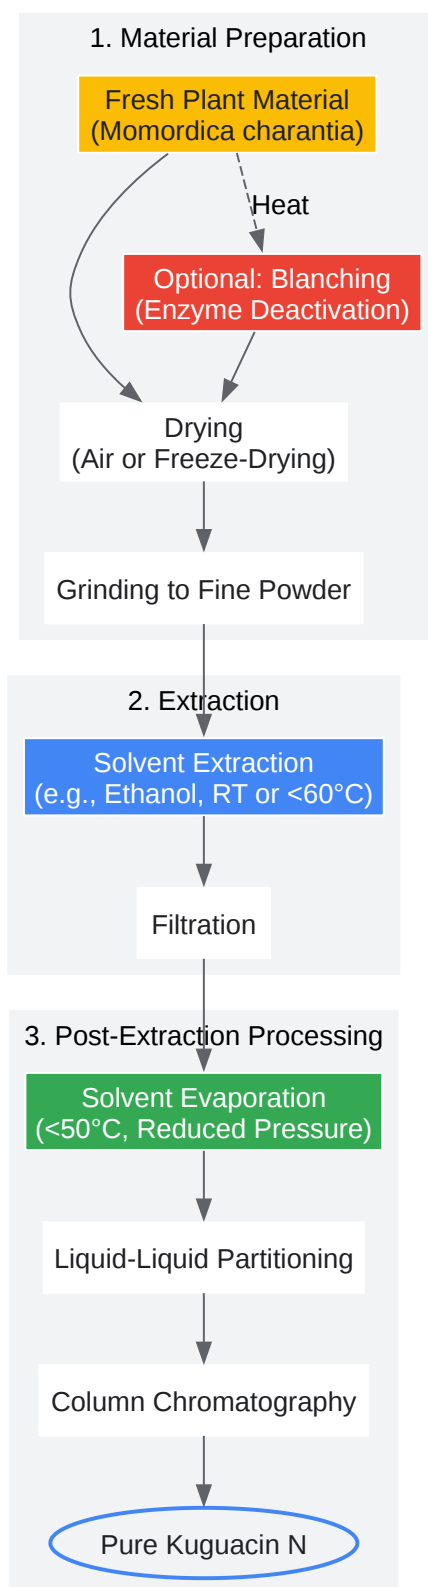 1. Material Preparation
Fresh Plant Material
(Momordica charantia)
Heat
Optional: Blanching
(Enzyme Deactivation)
Drying
(Air or Freeze-Drying)
Grinding to Fine Powder
2. Extraction
Solvent Extraction
(e.g., Ethanol, RT or <60°C)
Filtration
3. Post-Extraction Processing
Solvent Evaporation
(<50°C, Reduced Pressure)
Liquid-Liquid Partitioning
Column Chromatography
Pure Kuguacin N